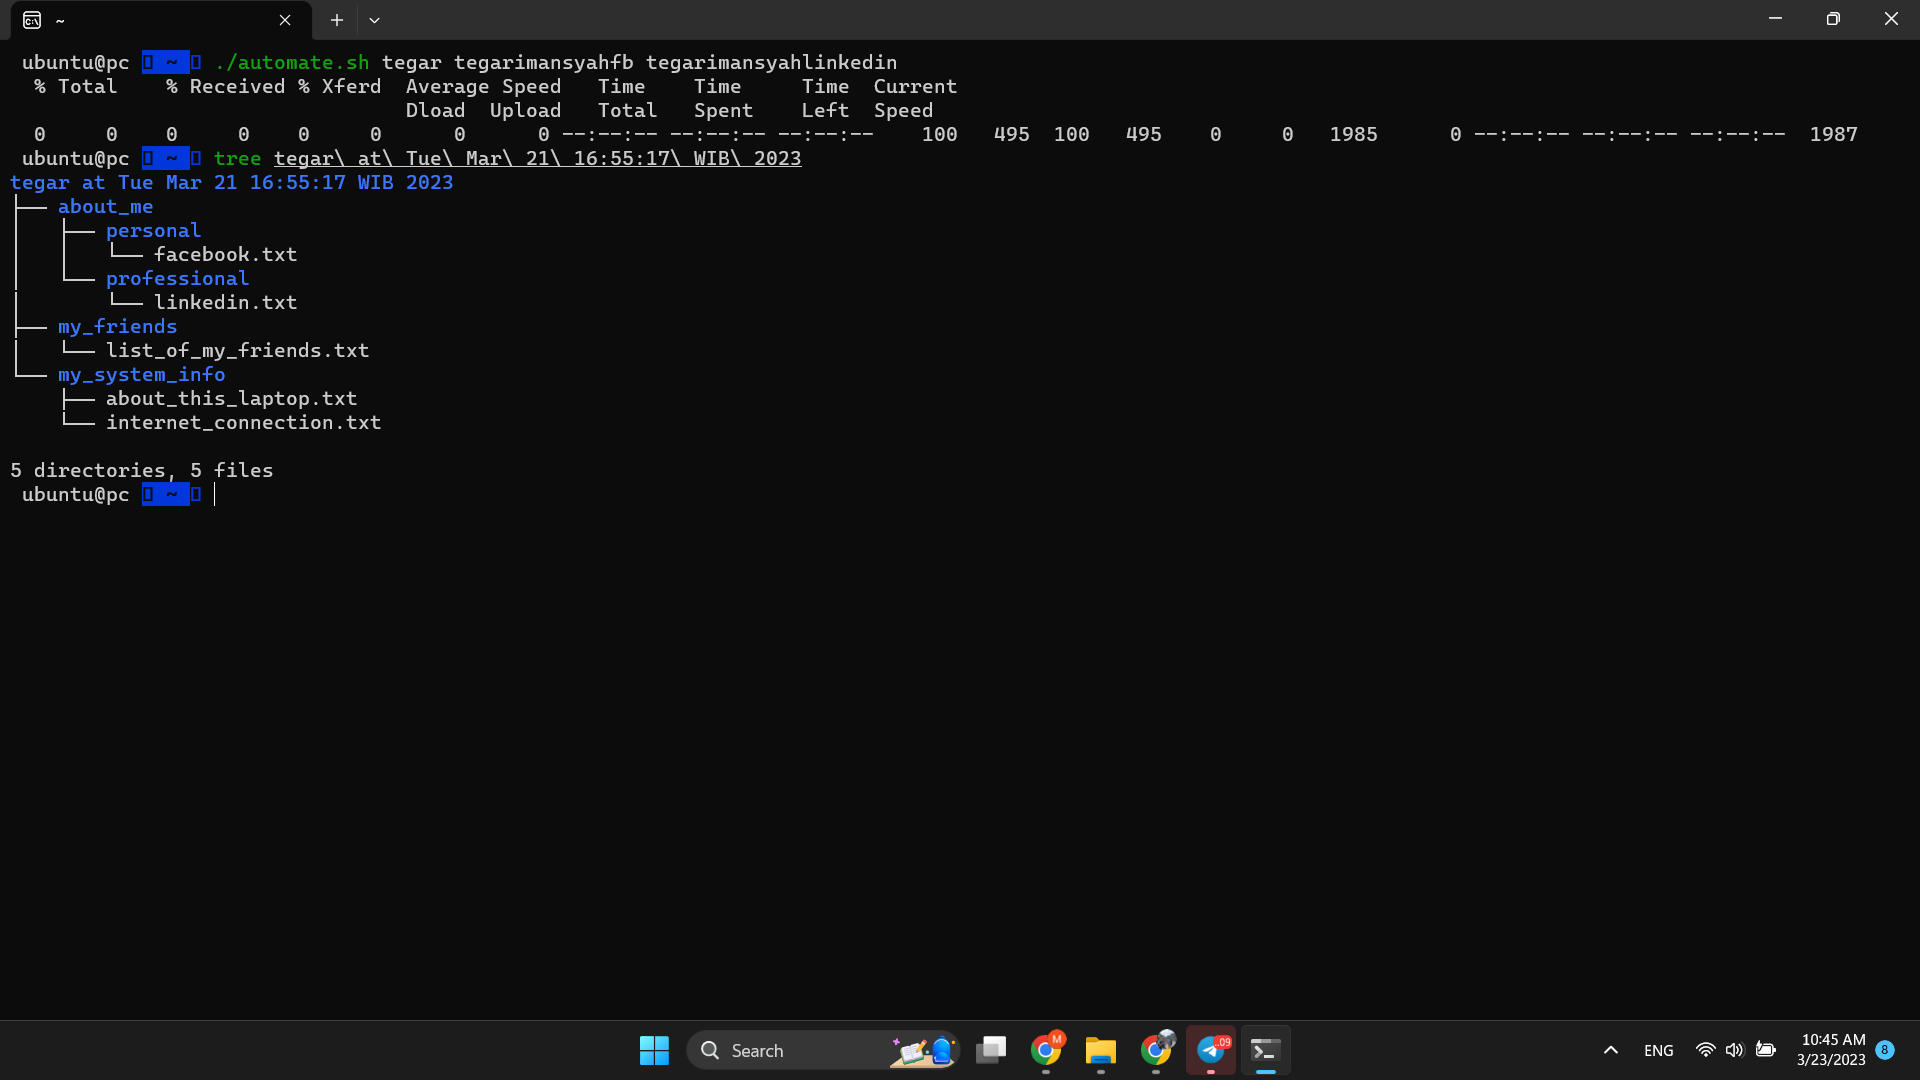 ~
ubuntu@pc ~ ./automate.sh tegar tegarimansyahfb tegarimansyahlinkedin
% Total    % Received % Xferd  Average Speed   Time    Time     Time  Current
Dload  Upload   Total   Spent    Left  Speed
0     0    0     0    0     0      0      0 --:--:-- --:--:-- --:--:--    100   495  100   495    0     0   1985      0 --:--:-- --:--:-- --:--:--  1987
ubuntu@pc ~ tree tegar\ at\ Tue\ Mar\ 21\ 16:55:17\ WIB\ 2023
tegar at Tue Mar 21 16:55:17 WIB 2023
├── about_me
│   ├── personal
│   │   └── facebook.txt
│   └── professional
│       └── linkedin.txt
├── my_friends
│   └── list_of_my_friends.txt
└── my_system_info
    ├── about_this_laptop.txt
    └── internet_connection.txt
5 directories, 5 files
ubuntu@pc ~
Search
M
.09
ENG
10:45 AM
3/23/2023
8